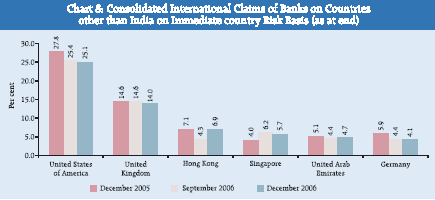 Chart & Consolidated International Claims of Banks on Countries
other than India on Immediate country Risk Basis (as at end)
Per cent
30.0
25.0
20.0
15.0
10.0
5.0
0.0
27.8 25.4 25.1
14.6 14.6 14.0
7.1 4.3 6.9
4.0 6.2 5.7
5.1 4.4 4.7
5.9 4.4 4.1
United States
of America
United
Kingdom
Hong Kong
Singapore
United Arab
Emirates
Germany
December 2005 September 2006 December 2006